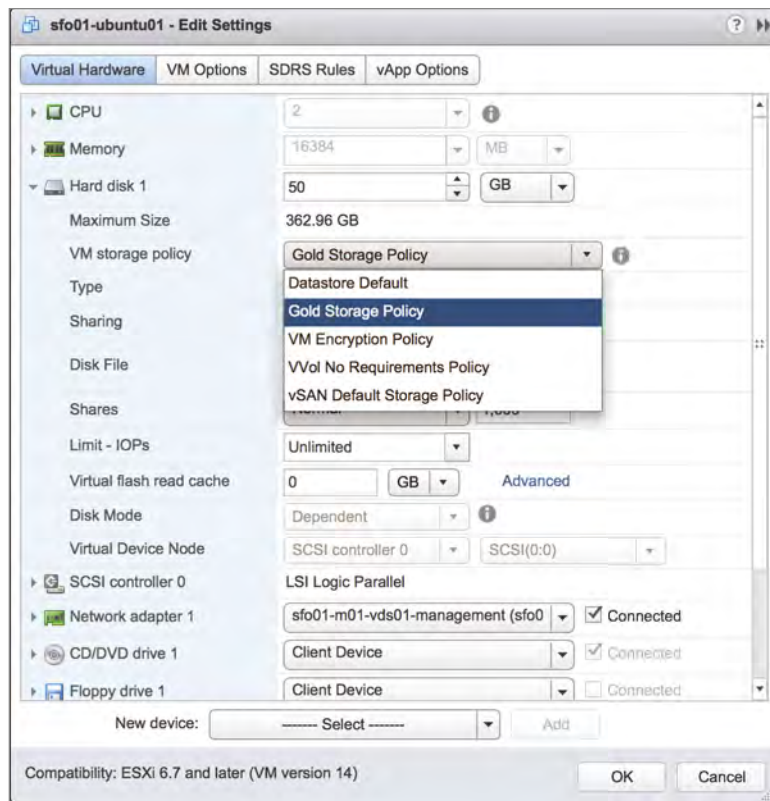 sfo01-ubuntu01 - Edit Settings ?
Virtual Hardware VM Options SDRS Rules vApp Options
CPU 2
Memory 16384 MB
Hard disk 1 50 GB
Maximum Size 362.96 GB
VM storage policy Gold Storage Policy
Datastore Default
Type
Gold Storage Policy
Sharing
VM Encryption Policy
Disk File
VVol No Requirements Policy
vSAN Default Storage Policy
Shares
Limit - IOPs Unlimited
Virtual flash read cache 0 GB Advanced
Disk Mode Dependent
Virtual Device Node SCSI controller 0 SCSI(0:0)
SCSI controller 0 LSI Logic Parallel
Network adapter 1 sfo01-m01-vds01-management (sfo0 Connected
CD/DVD drive 1 Client Device Connected
Floppy drive 1 Client Device Connected
New device: ------- Select ------- Add
Compatibility: ESXi 6.7 and later (VM version 14) OK Cancel